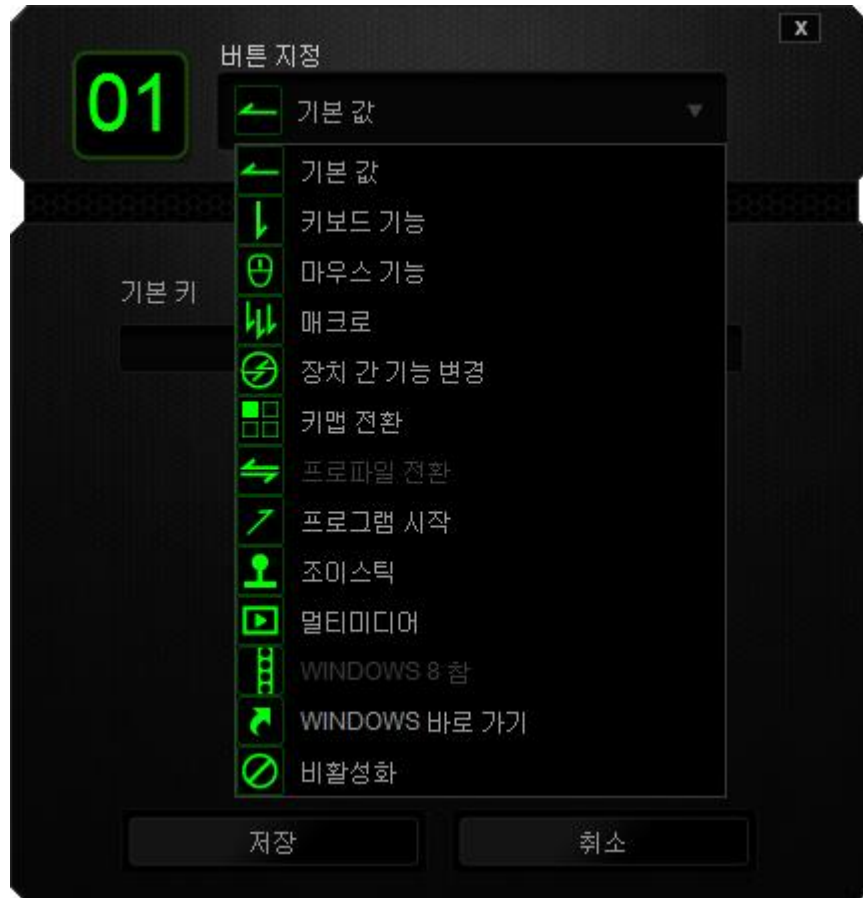 X
버튼 지정
01
기본 값
기본 값
키보드 기능
마우스 기능
기본 키
매크로
장치 간 기능 변경
키맵 전환
프로파일 전환
프로그램 시작
조이스틱
멀티미디어
WINDOWS 8 참
WINDOWS 바로 가기
비활성화
저장
취소